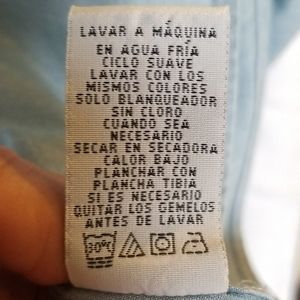 LAVAR A MÁQUINA
EN AGUA FRÍA
CICLO SUAVE
LAVAR CON LOS
MISMOS COLORES
SOLO BLANQUEADOR
SIN CLORO
CUANDO SEA
NECESARIO
SECAR EN SECADORA
CALOR BAJO
PLANCHAR CON
PLANCHA TIBIA
SI ES NECESARIO
QUITAR LOS GEMELOS
ANTES DE LAVAR
30°C